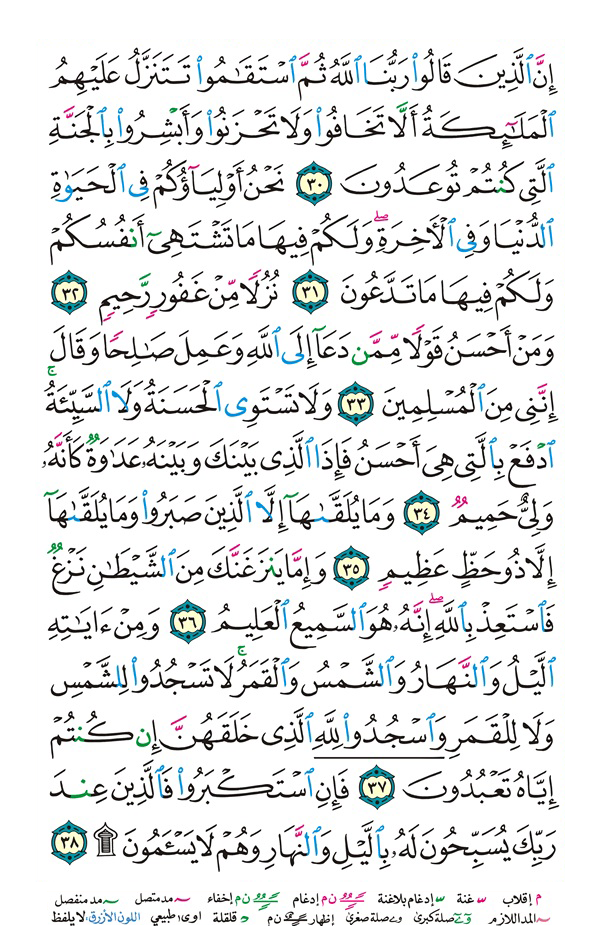 إِنَّ ٱلَّذِينَ قَالُوا۟ رَبُّنَا ٱللَّهُ ثُمَّ ٱسْتَقَـٰمُوا۟ تَتَنَزَّلُ عَلَيْهِمُ
ٱلْمَلَـٰٓئِكَةُ أَلَّا تَخَافُوا۟ وَلَا تَحْزَنُوا۟ وَأَبْشِرُوا۟ بِٱلْجَنَّةِ
ٱلَّتِى كُنتُمْ تُوعَدُونَ ٣٠ نَحْنُ أَوْلِيَآؤُكُمْ فِى ٱلْحَيَوٰةِ
ٱلدُّنْيَا وَفِى ٱلْـَٔاخِرَةِ ۖ وَلَكُمْ فِيهَا مَا تَشْتَهِىٓ أَنفُسُكُمْ
وَلَكُمْ فِيهَا مَا تَدَّعُونَ ٣١ نُزُلًا مِّنْ غَفُورٍ رَّحِيمٍ ٣٢
وَمَنْ أَحْسَنُ قَوْلًا مِّمَّن دَعَآ إِلَى ٱللَّهِ وَعَمِلَ صَـٰلِحًا وَقَالَ
إِنَّنِى مِنَ ٱلْمُسْلِمِينَ ٣٣ وَلَا تَسْتَوِى ٱلْحَسَنَةُ وَلَا ٱلسَّيِّئَةُ ۚ
ٱدْفَعْ بِٱلَّتِى هِىَ أَحْسَنُ فَإِذَا ٱلَّذِى بَيْنَكَ وَبَيْنَهُۥ عَدَٰوَةٌ كَأَنَّهُۥ
وَلِىٌّ حَمِيمٌ ٣٤ وَمَا يُلَقَّىٰهَآ إِلَّا ٱلَّذِينَ صَبَرُوا۟ وَمَا يُلَقَّىٰهَآ
إِلَّا ذُو حَظٍّ عَظِيمٍ ٣٥ وَإِمَّا يَنزَغَنَّكَ مِنَ ٱلشَّيْطَـٰنِ نَزْغٌ
فَٱسْتَعِذْ بِٱللَّهِ ۖ إِنَّهُۥ هُوَ ٱلسَّمِيعُ ٱلْعَلِيمُ ٣٦ وَمِنْ ءَايَـٰتِهِ
ٱلَّيْلُ وَٱلنَّهَارُ وَٱلشَّمْسُ وَٱلْقَمَرُ ۚ لَا تَسْجُدُوا۟ لِلشَّمْسِ
وَلَا لِلْقَمَرِ وَٱسْجُدُوا۟ لِلَّهِ ٱلَّذِى خَلَقَهُنَّ إِن كُنتُمْ
إِيَّاهُ تَعْبُدُونَ ٣٧ فَإِنِ ٱسْتَكْبَرُوا۟ فَٱلَّذِينَ عِندَ
رَبِّكَ يُسَبِّحُونَ لَهُۥ بِٱلَّيْلِ وَٱلنَّهَارِ وَهُمْ لَا يَسْـَٔمُونَ ۩ ٣٨
م إقلاب غنة إدغام بلاغنة ن م إدغام ن م إخفاء مد متصل مد منفصل
المد اللازم صلة كبرى صلة صغرى إظهار ن م قلقلة اوى: طبيعي اللون الأزرق: لا يلفظ